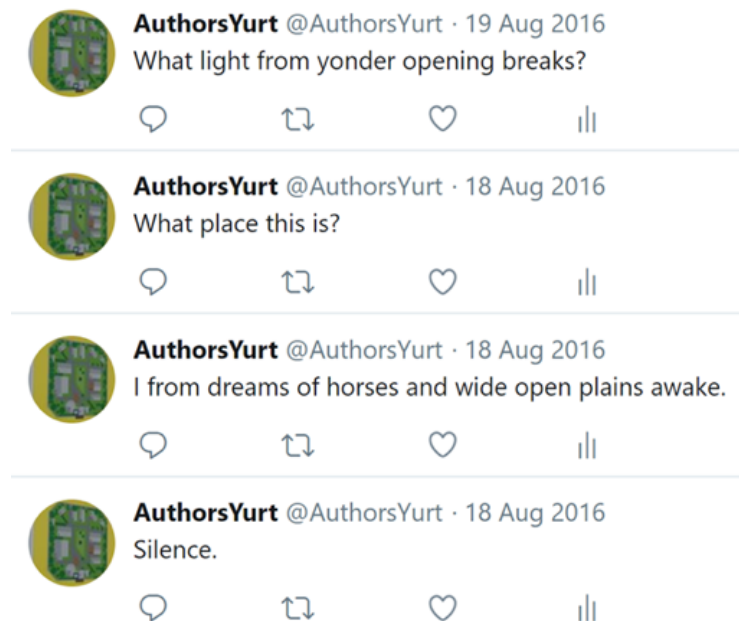 AuthorsYurt @AuthorsYurt · 19 Aug 2016
What light from yonder opening breaks?
AuthorsYurt @AuthorsYurt · 18 Aug 2016
What place this is?
AuthorsYurt @AuthorsYurt · 18 Aug 2016
I from dreams of horses and wide open plains awake.
AuthorsYurt @AuthorsYurt · 18 Aug 2016
Silence.